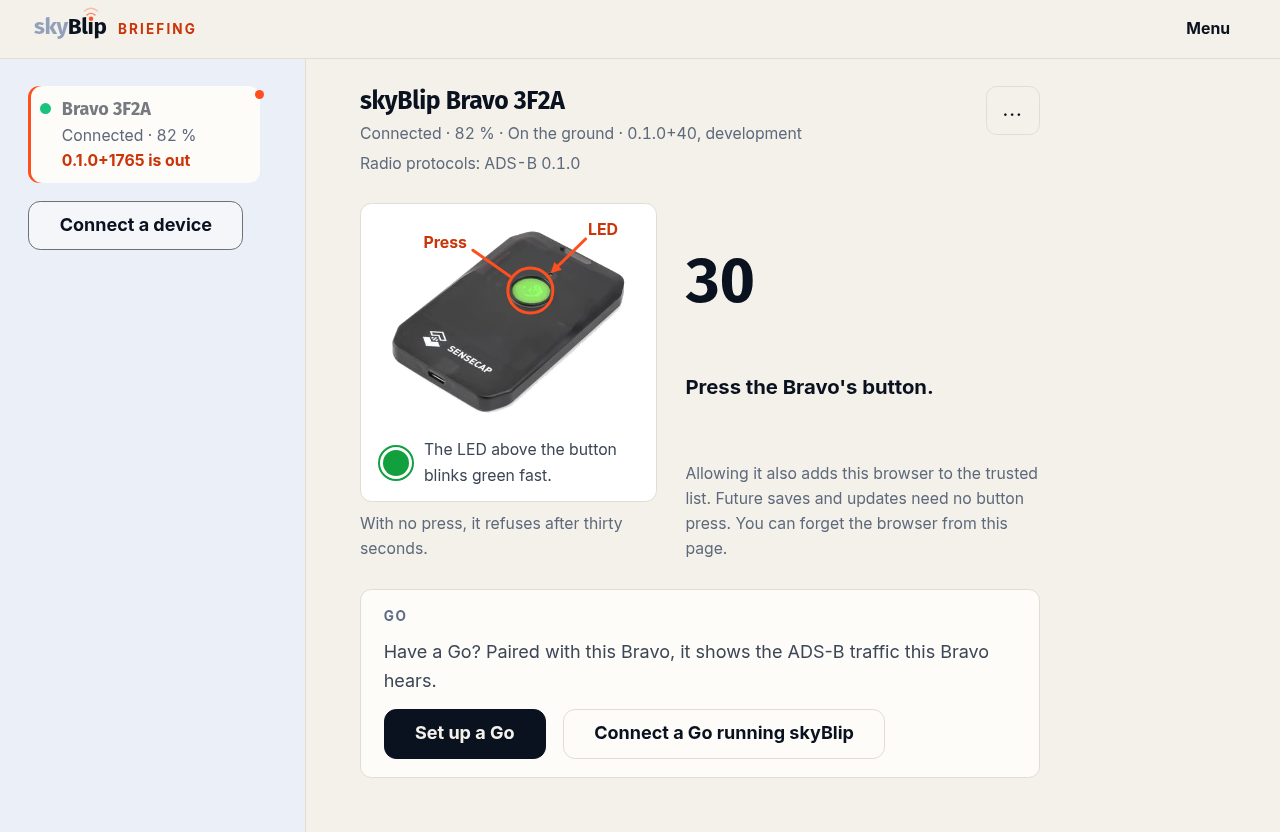 skyBlip BRIEFING
Menu
Bravo 3F2A
Connected · 82 %
0.1.0+1765 is out
Connect a device
skyBlip Bravo 3F2A
Connected · 82 % · On the ground · 0.1.0+40, development
Radio protocols: ADS-B 0.1.0
...
Press
LED
SENSECAP
The LED above the button
blinks green fast.
With no press, it refuses after thirty
seconds.
30
Press the Bravo's button.
Allowing it also adds this browser to the trusted
list. Future saves and updates need no button
press. You can forget the browser from this
page.
GO
Have a Go? Paired with this Bravo, it shows the ADS-B traffic this Bravo
hears.
Set up a Go
Connect a Go running skyBlip